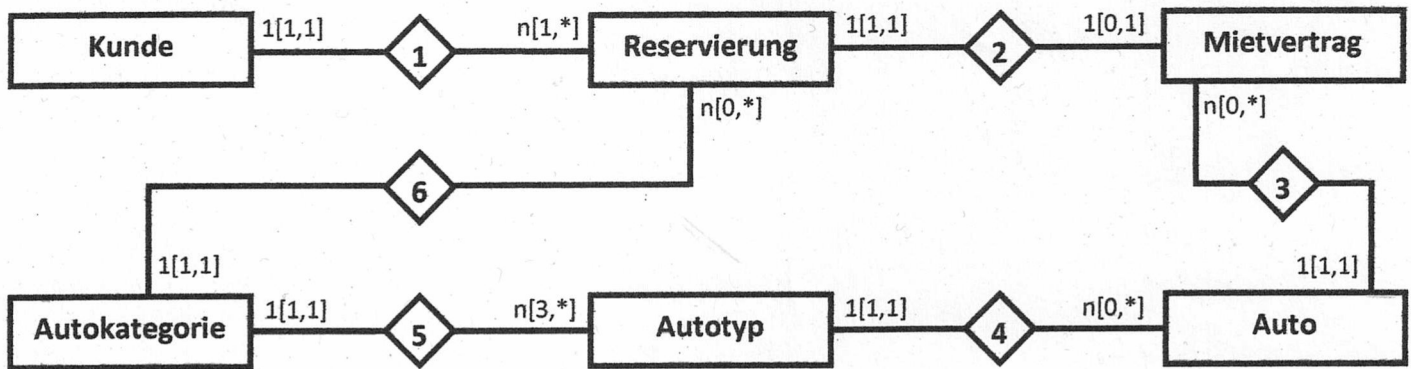 Kunde 1[1,1] 1 n[1,*] Reservierung 1[1,1] 2 1[0,1] Mietvertrag
n[0,*] n[0,*]
6 3
1[1,1] 1[1,1]
Autokategorie 1[1,1] 5 n[3,*] Autotyp 1[1,1] 4 n[0,*] Auto